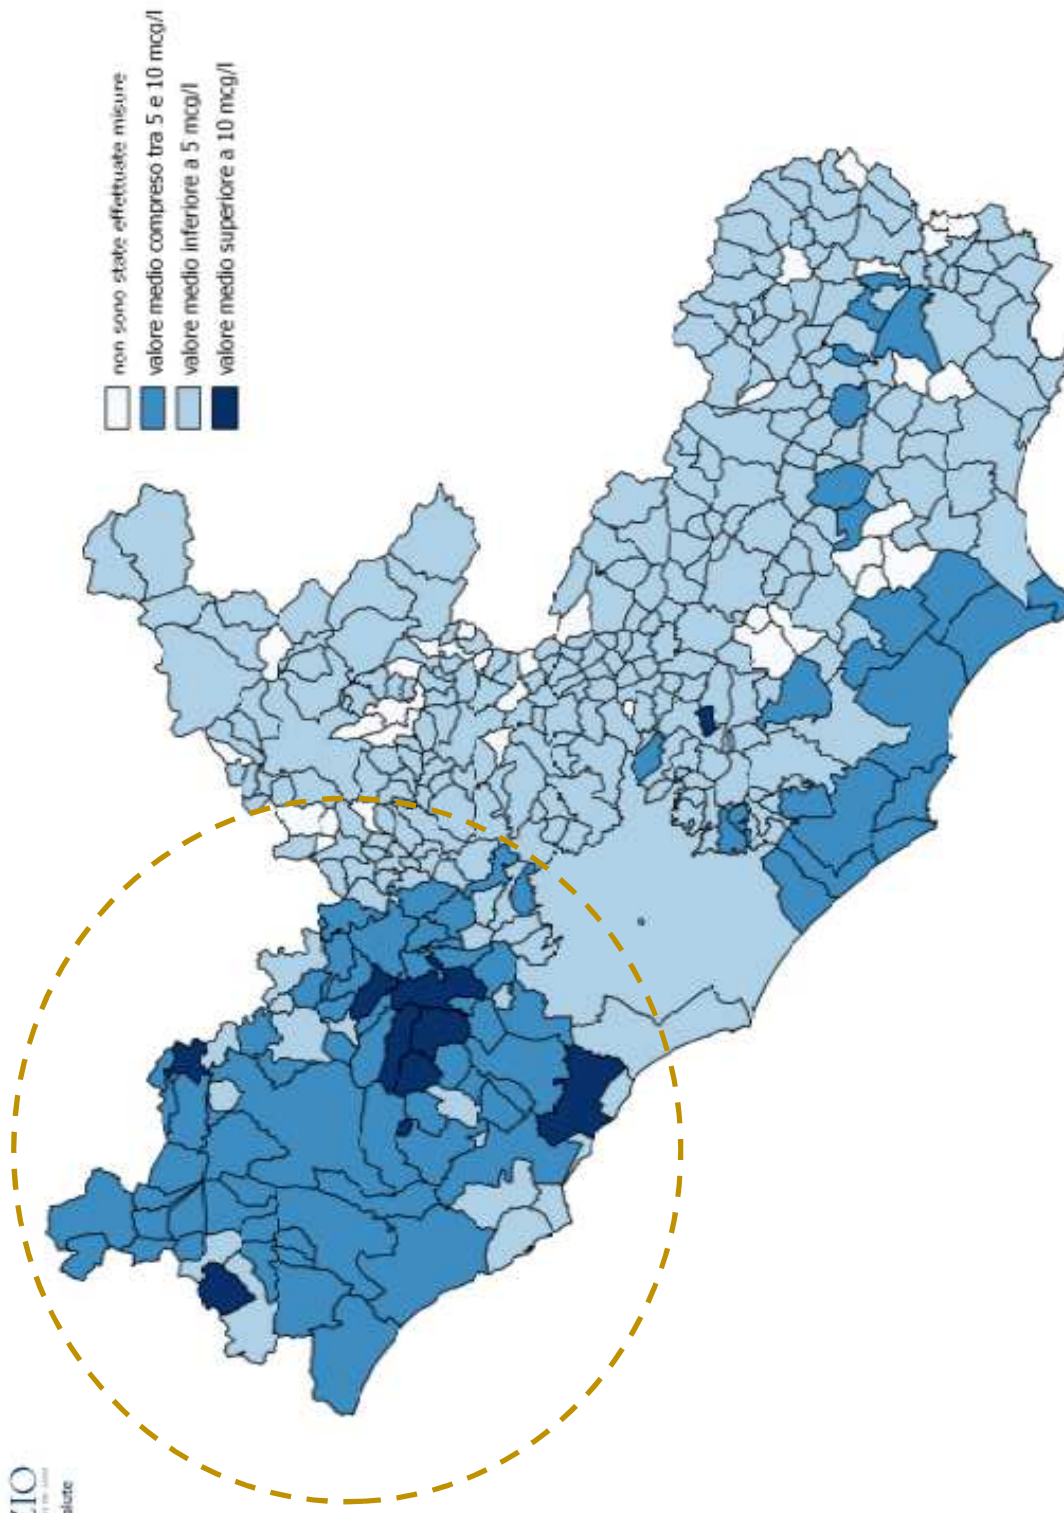 non sono state effettuate misure
valore medio compreso tra 5 e 10 mcg/l
valore medio inferiore a 5 mcg/l
valore medio superiore a 10 mcg/l
ZIO